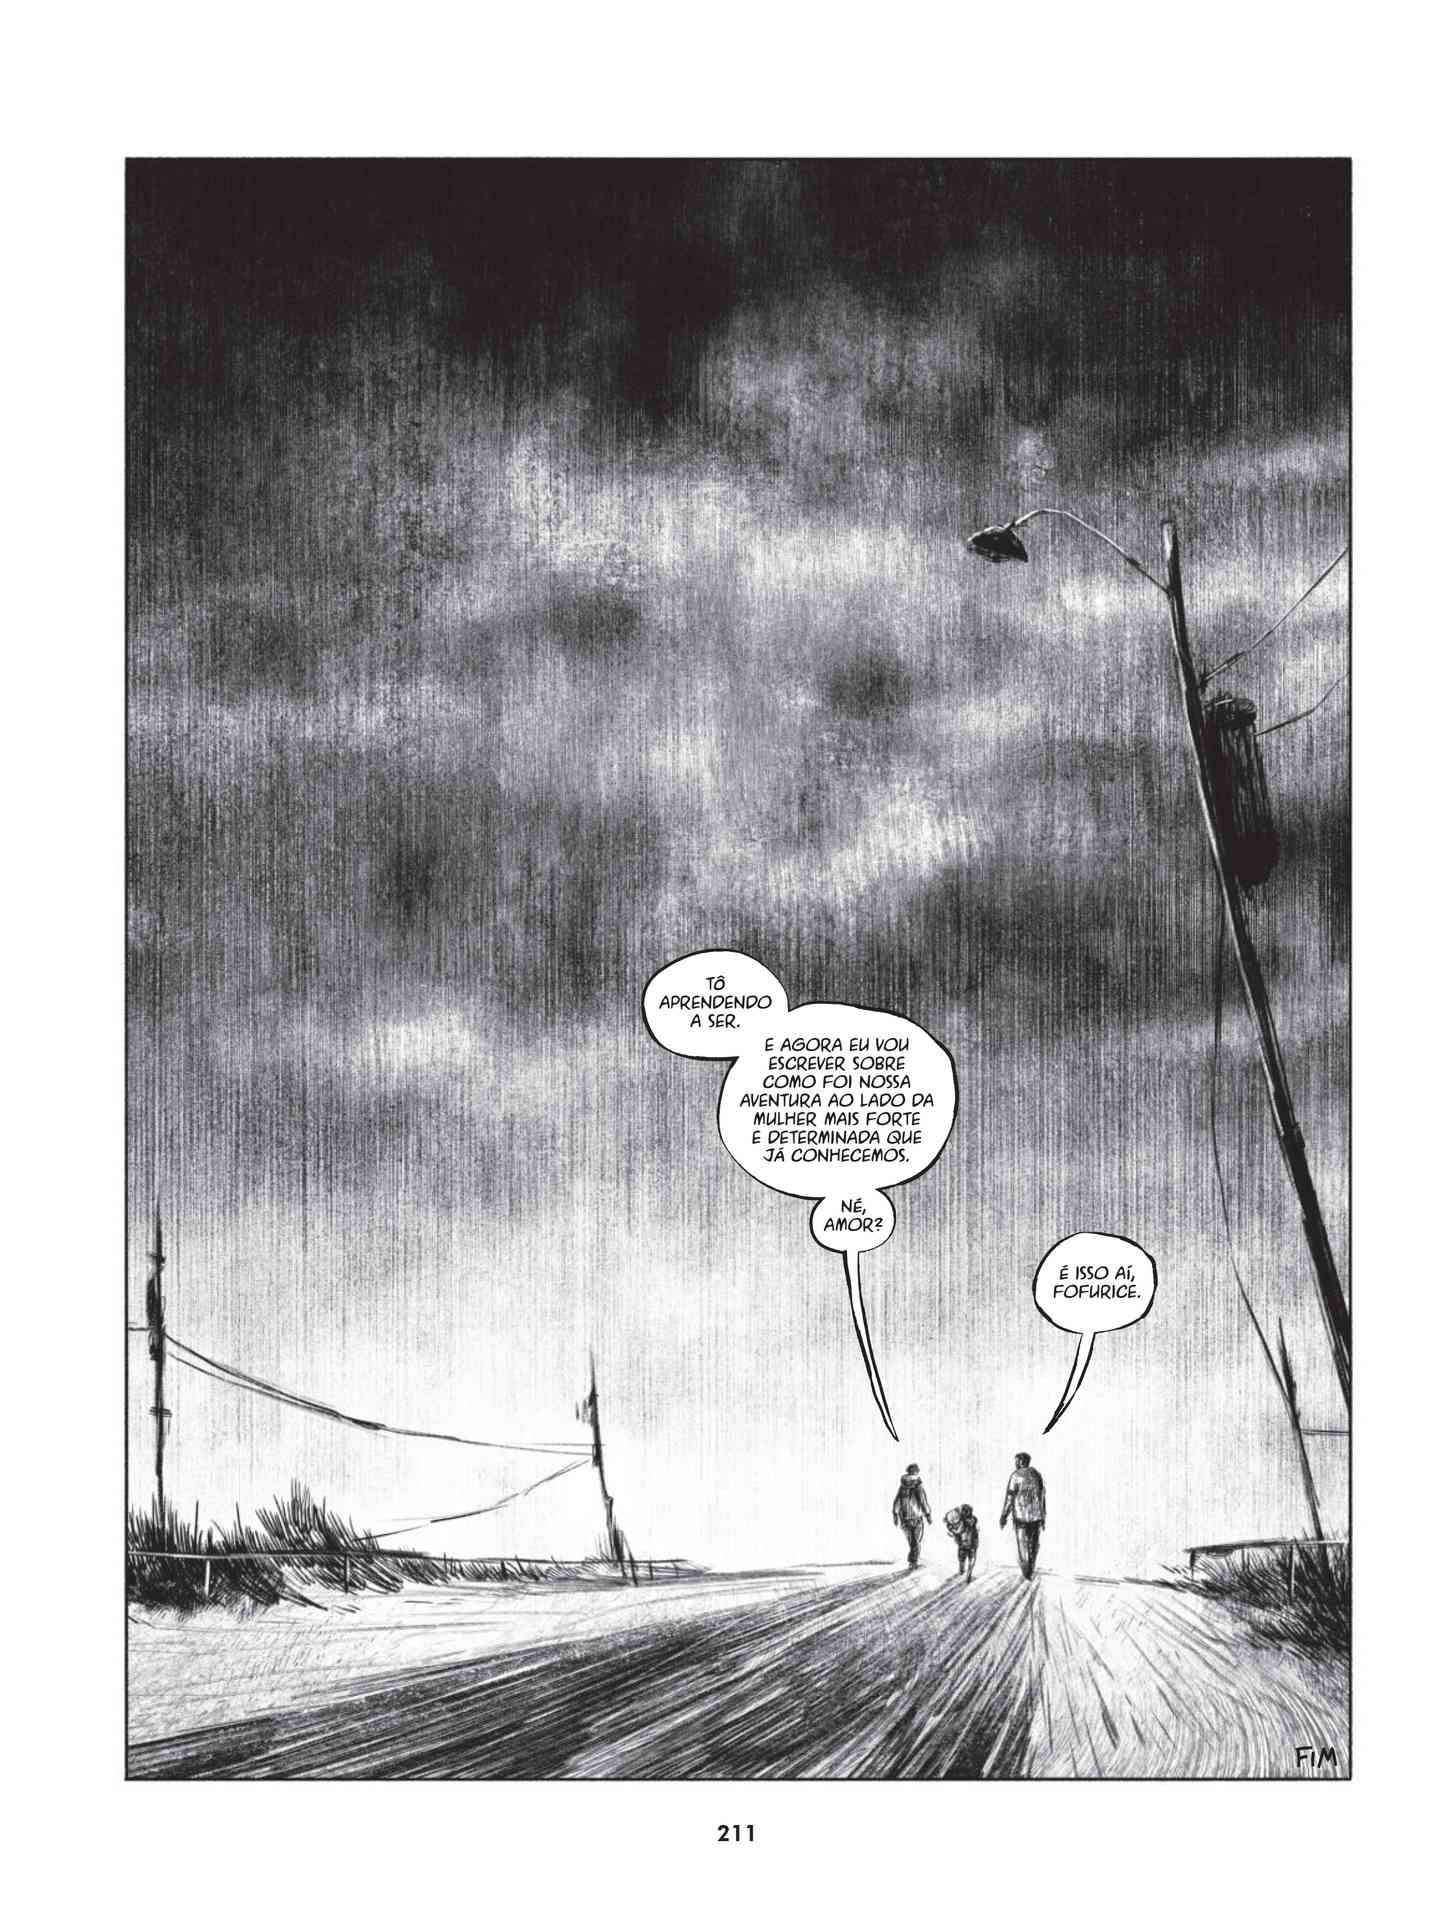 TÔ
APRENDENDO
A SER.
E AGORA EU VOU
ESCREVER SOBRE
COMO FOI NOSSA
AVENTURA AO LADO DA
MULHER MAIS FORTE
E DETERMINADA QUE
JÁ CONHECEMOS.
NÉ,
AMOR?
É ISSO AÍ,
FOFURICE.
FIM
211